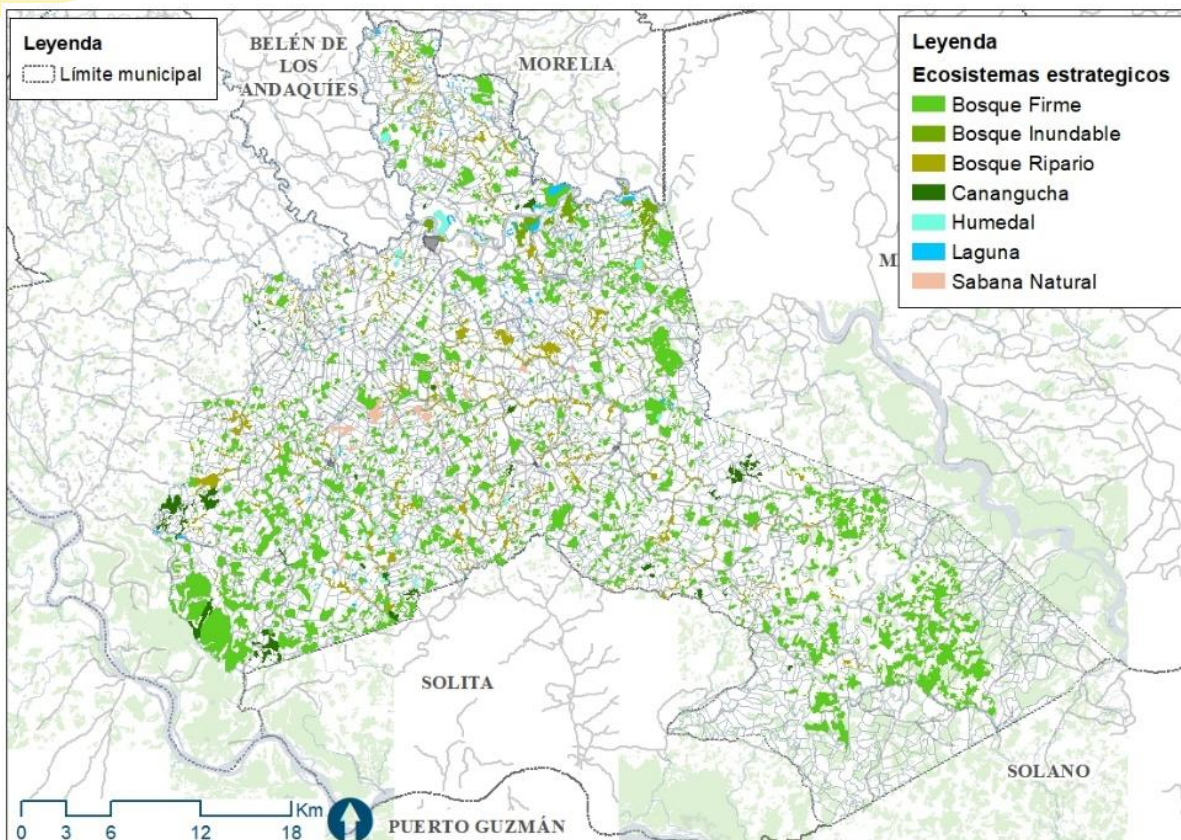 Leyenda
Límite municipal
BELÉN DE
LOS
ANDAQUÍES
MORELIA
Leyenda
Ecosistemas estrategicos
Bosque Firme
Bosque Inundable
Bosque Ripario
Canangucha
Humedal
Laguna
Sabana Natural
SOLITA
SOLANO
Km
0 3 6 12 18
PUERTO GUZMÁN